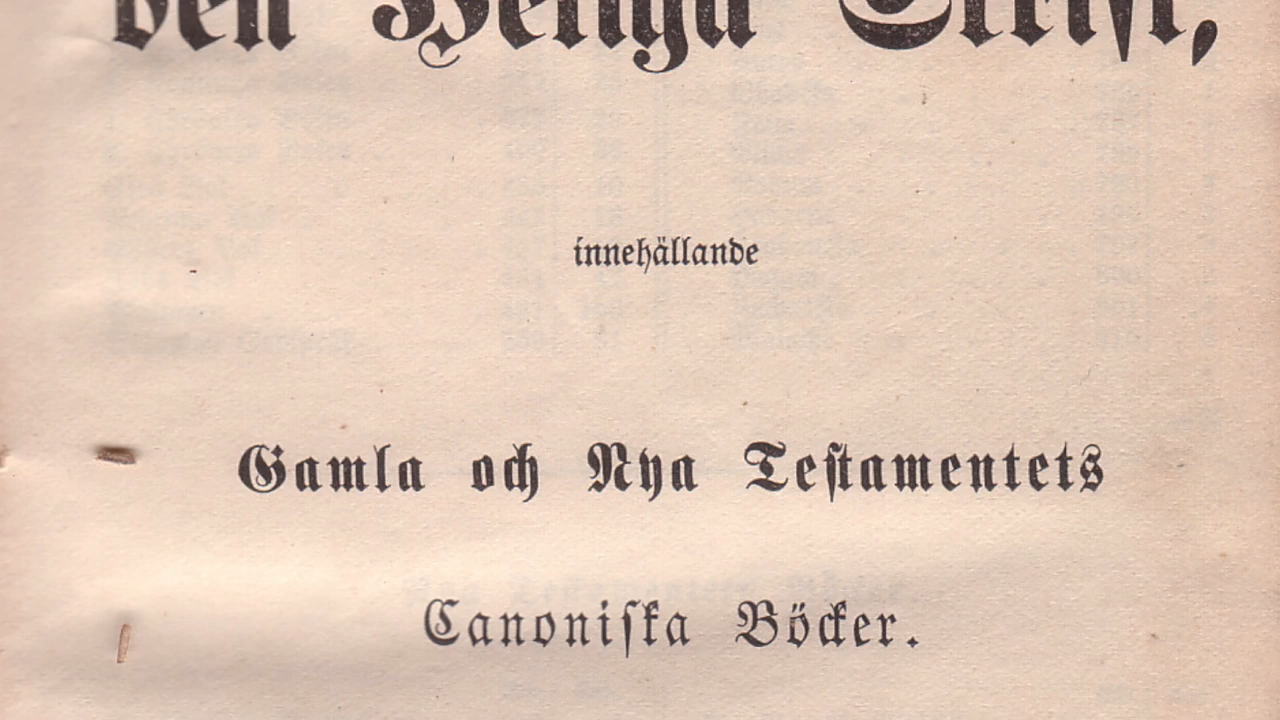 den Heliga Skrift,
innehållande
Gamla och Nya Testamentets
Canoniska Böcker.